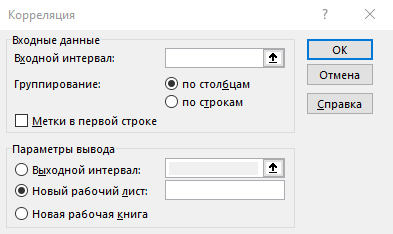 Корреляция
? ×
Входные данные
Входной интервал:
Группирование:
по столбцам
по строкам
Метки в первой строке
Параметры вывода
Выходной интервал:
Новый рабочий лист:
Новая рабочая книга
ОК
Отмена
Справка